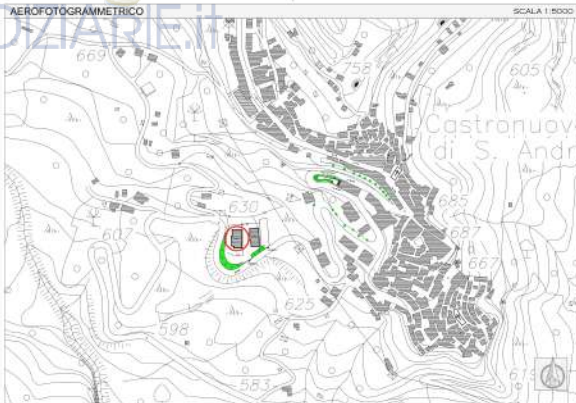 AEROFOTOGRAMMETRICO
SCALA 1:5000
DIZIARIE.it
669
758
605
Castronuov
di S. Andr
630
685
607
687
667
625
598
583